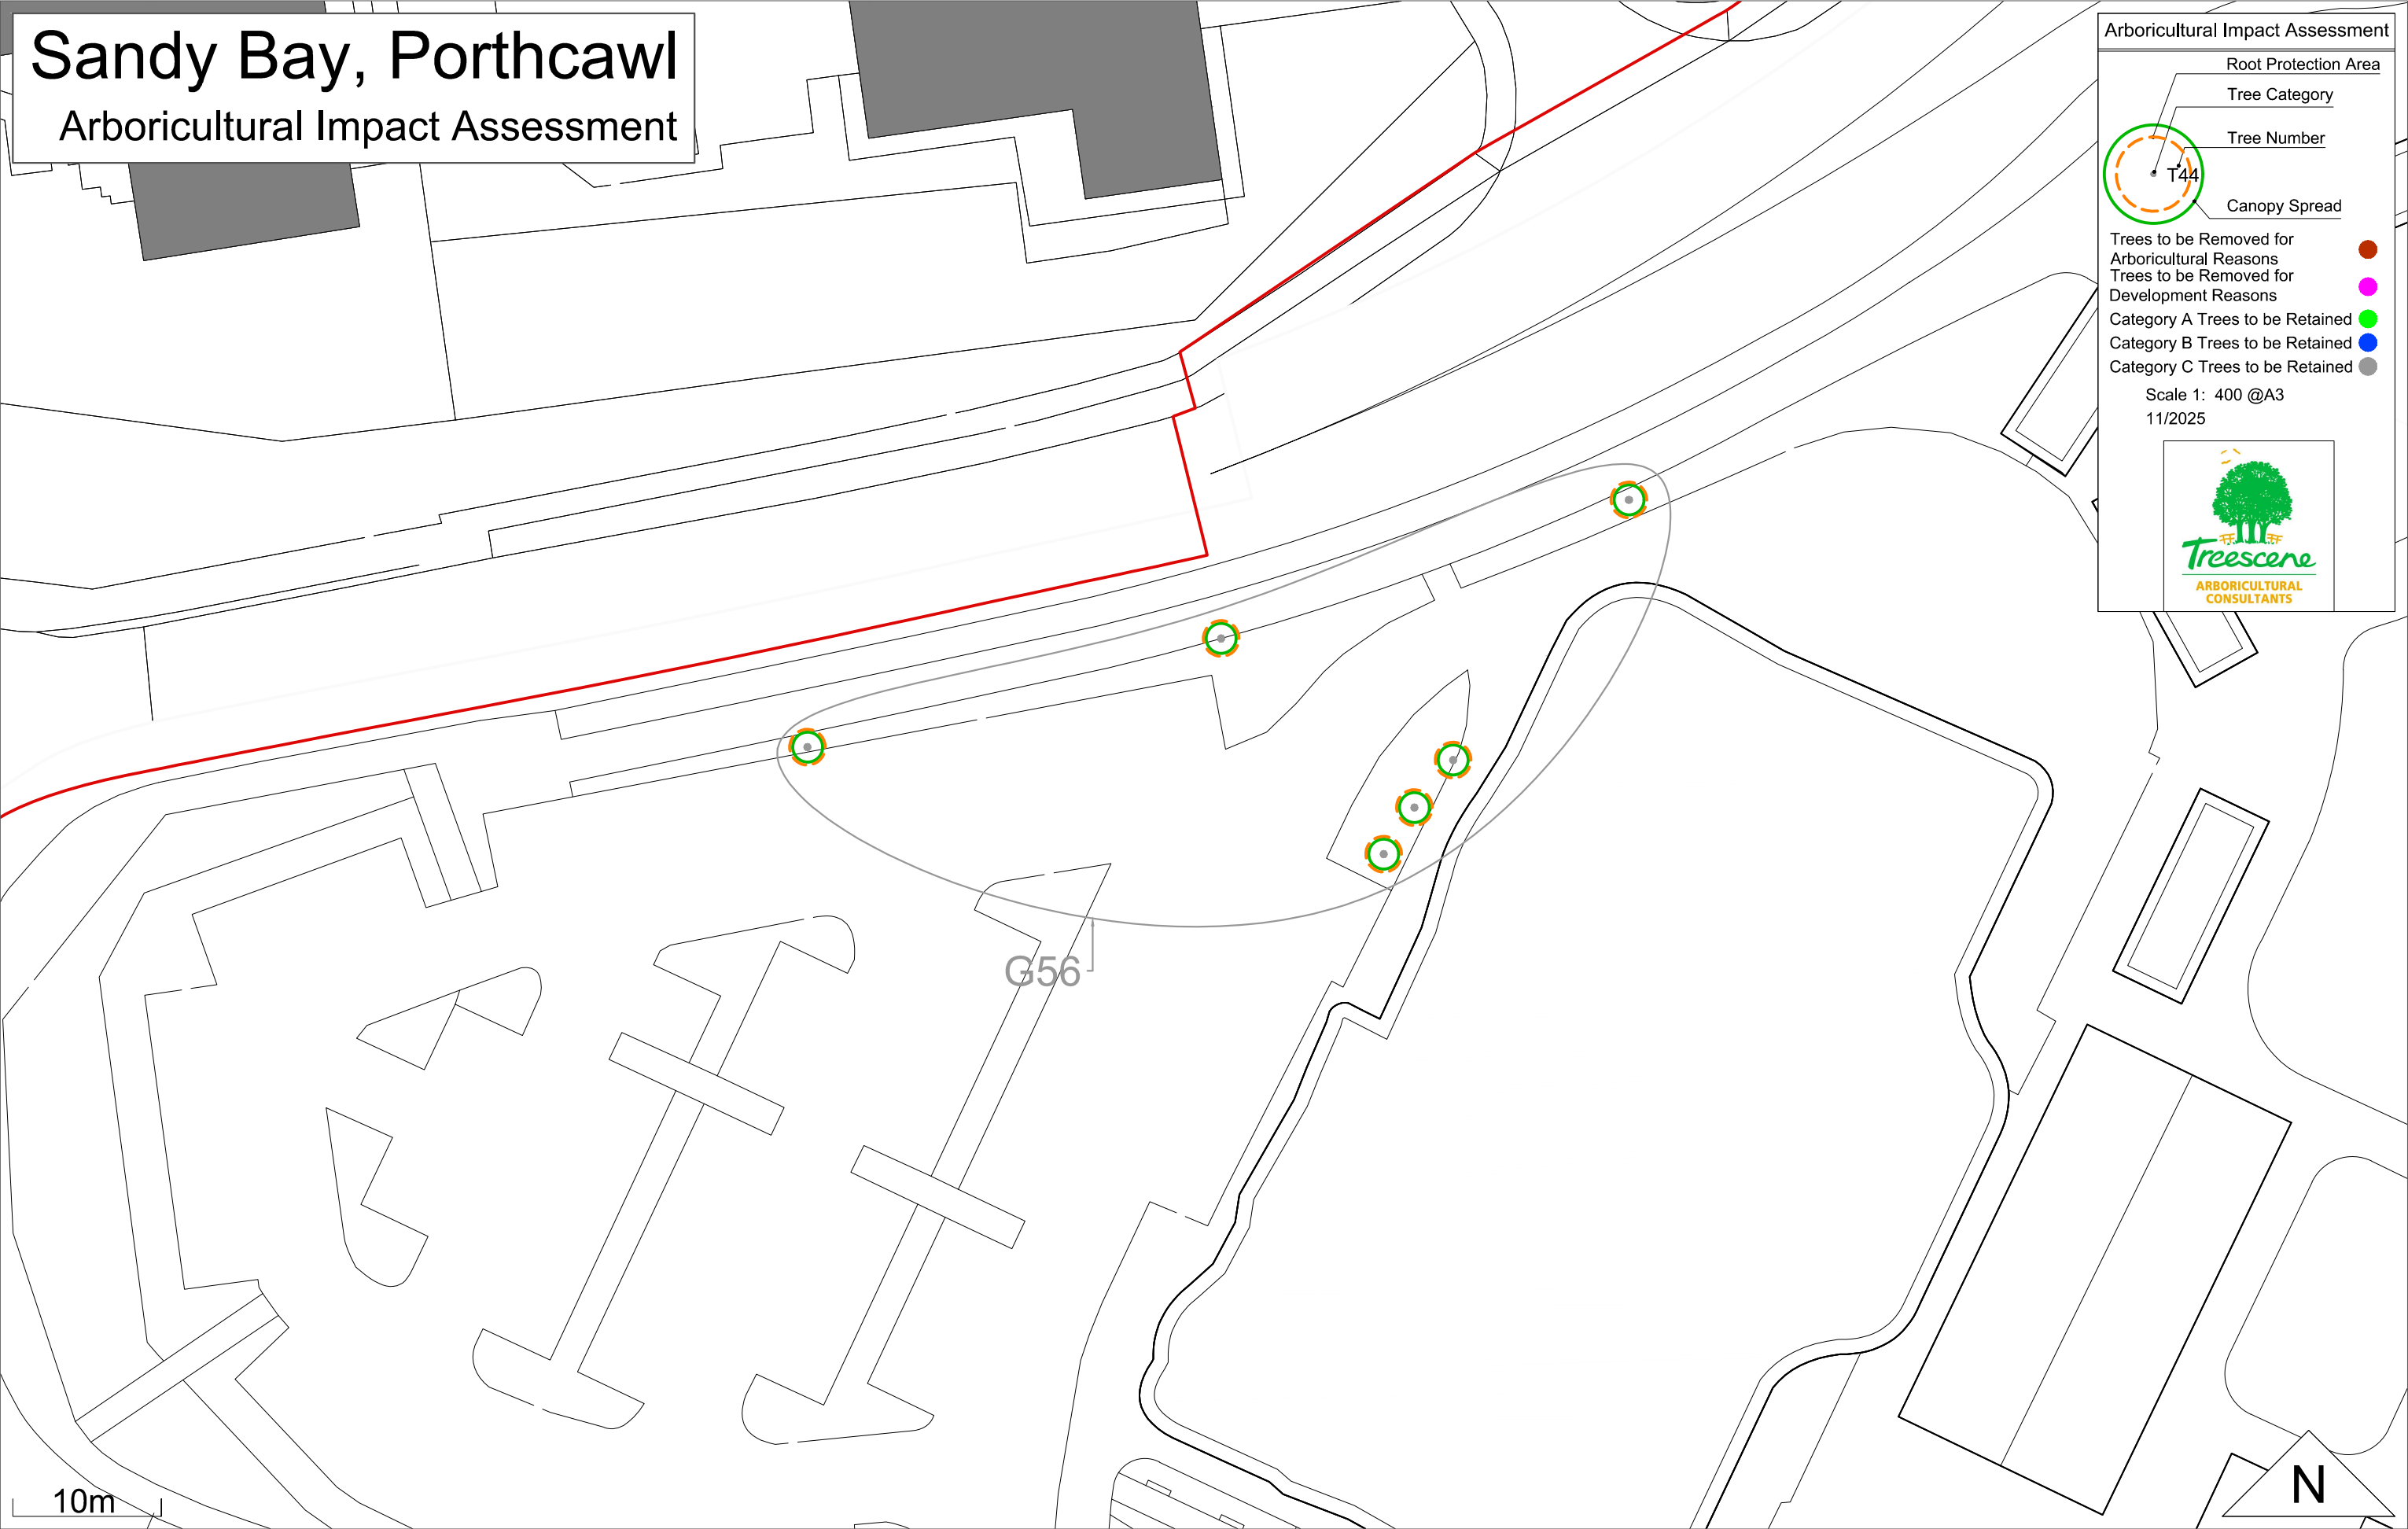 Sandy Bay, Porthcawl
Arboricultural Impact Assessment
Arboricultural Impact Assessment
Root Protection Area
Tree Category
Tree Number
T44
Canopy Spread
Trees to be Removed for
Arboricultural Reasons
Trees to be Removed for
Development Reasons
Category A Trees to be Retained
Category B Trees to be Retained
Category C Trees to be Retained
Scale 1: 400 @A3
11/2025
Treescene
ARBORICULTURAL
CONSULTANTS
G56
10m
N